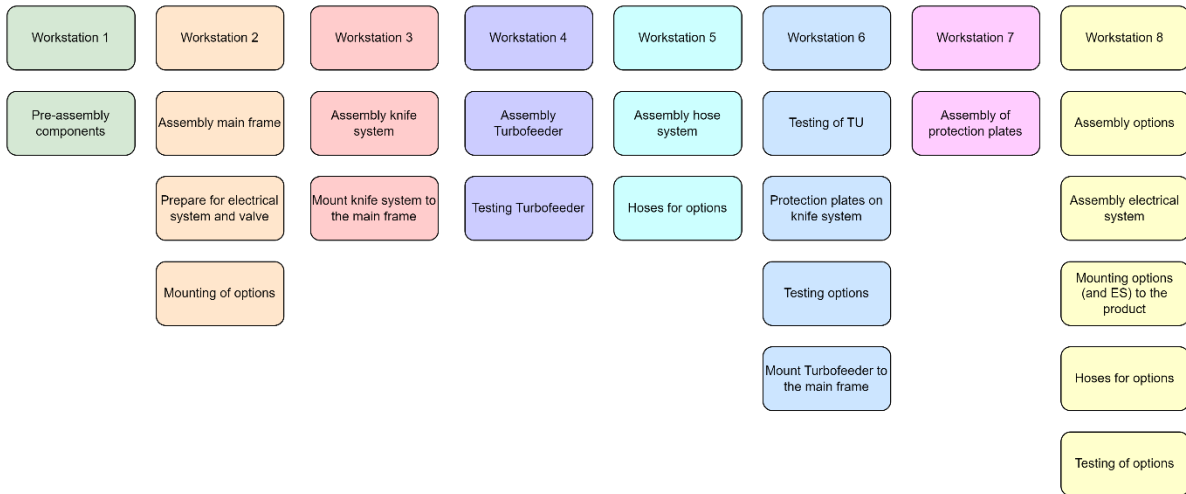 Workstation 1
Workstation 2
Workstation 3
Workstation 4
Workstation 5
Workstation 6
Workstation 7
Workstation 8
Pre-assembly
components
Assembly main frame
Assembly knife
system
Assembly
Turbofeeder
Assembly hose
system
Testing of TU
Assembly of
protection plates
Assembly options
Prepare for electrical
system and valve
Mount knife system to
the main frame
Testing Turbofeeder
Hoses for options
Protection plates on
knife system
Assembly electrical
system
Mounting of options
Testing options
Mounting options
(and ES) to the
product
Mount Turbofeeder to
the main frame
Hoses for options
Testing of options